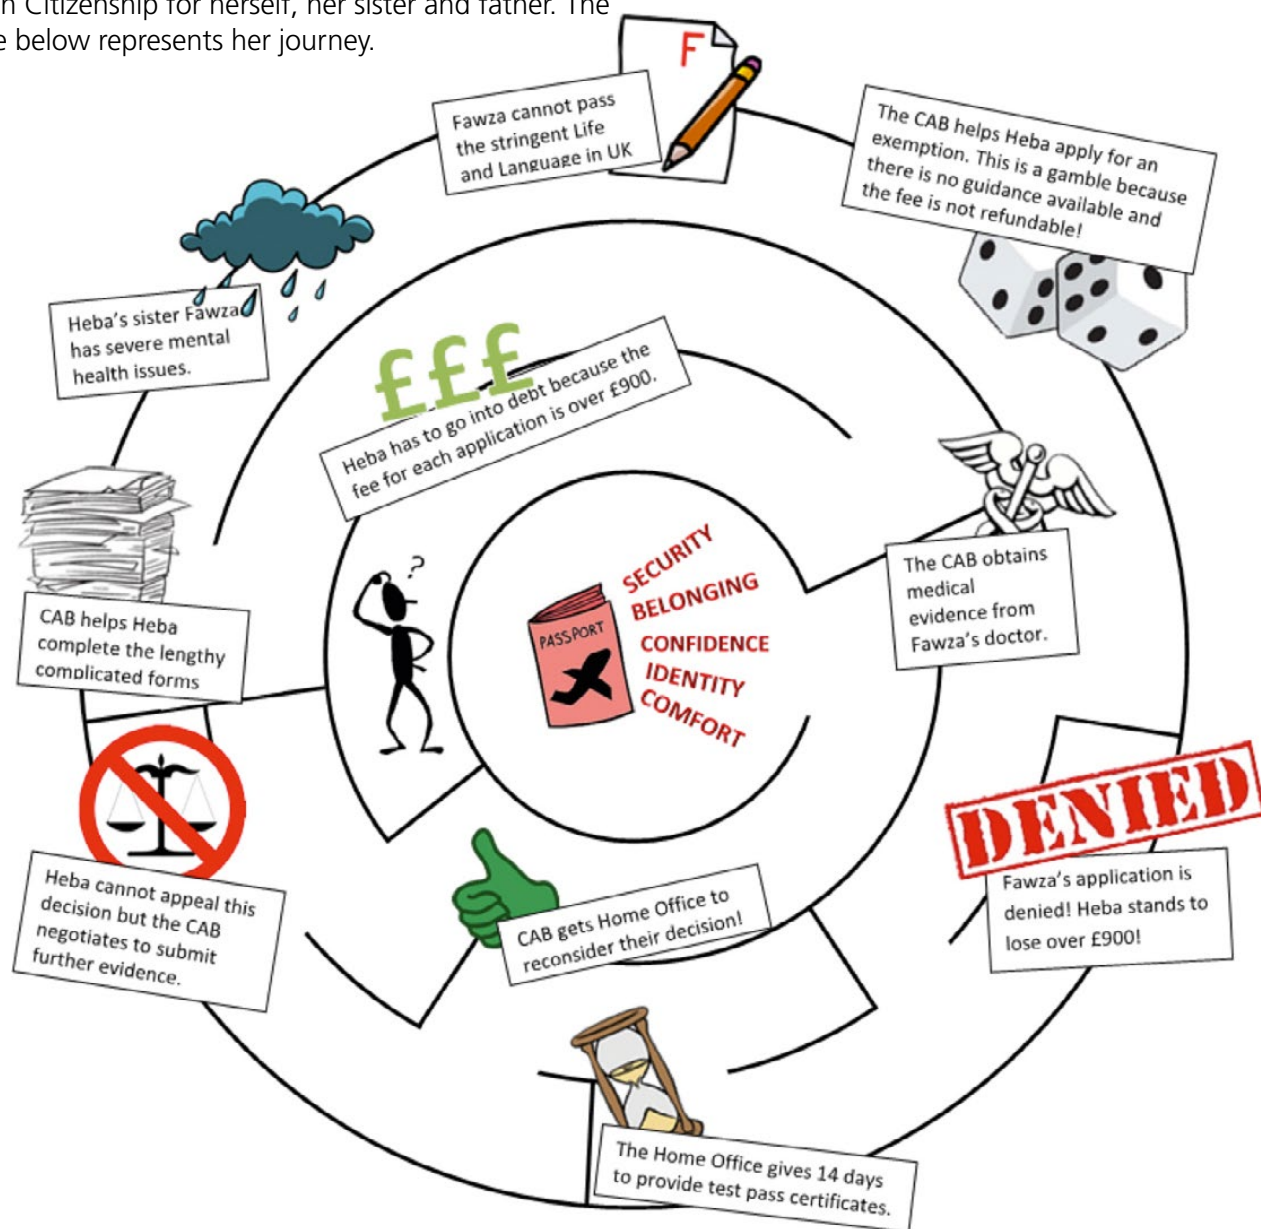 n Citizenship for herself, her sister and father. The
e below represents her journey.
F
Fawza cannot pass
the stringent Life
and Language in UK
The CAB helps Heba apply for an
exemption. This is a gamble because
there is no guidance available and
the fee is not refundable!
Heba's sister Fawza
has severe mental
health issues.
£££
Heba has to go into debt because the
fee for each application is over £900.
CAB helps Heba
complete the lengthy
complicated forms
?
PASSPORT
SECURITY
BELONGING
CONFIDENCE
IDENTITY
COMFORT
The CAB obtains
medical
evidence from
Fawza's doctor.
DENIED
Fawza's application is
denied! Heba stands to
lose over £900!
Heba cannot appeal this
decision but the CAB
negotiates to submit
further evidence.
CAB gets Home Office to
reconsider their decision!
The Home Office gives 14 days
to provide test pass certificates.